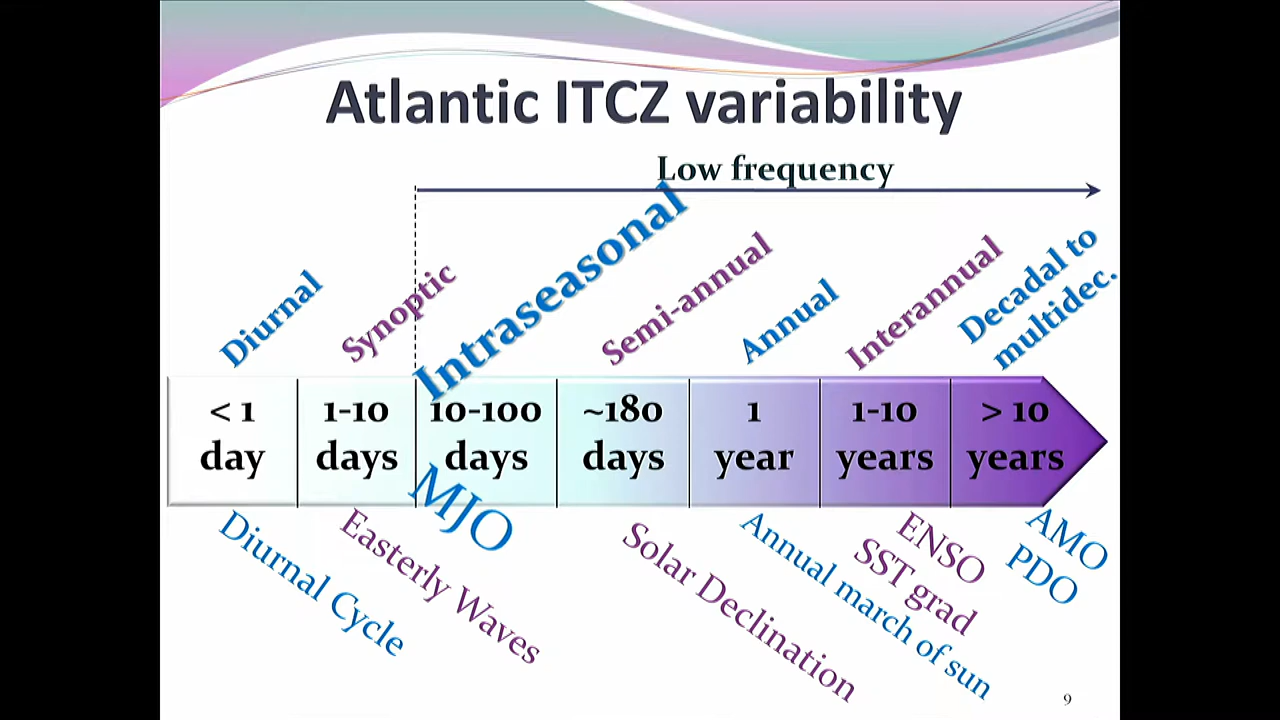 Atlantic ITCZ variability
Low frequency
Diurnal
Synoptic
Intraseasonal
Semi-annual
Annual
Interannual
Decadal to
multidec.
< 1
day
1-10
days
10-100
days
~180
days
1
year
1-10
years
> 10
years
Diurnal Cycle
Easterly Waves
MJO
Solar Declination
Annual march of sun
ENSO
SST grad
AMO
PDO
9